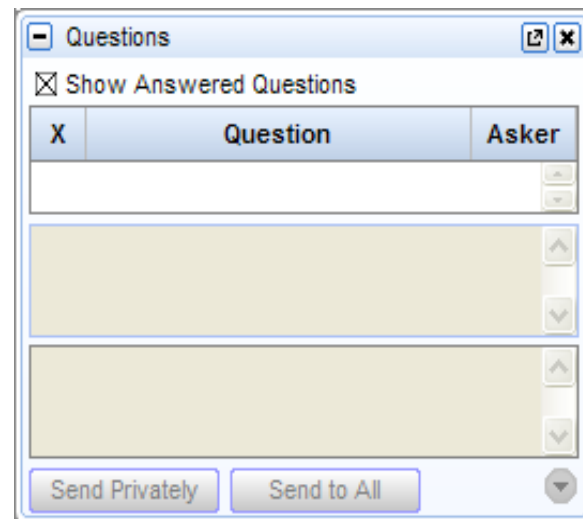 Questions
Show Answered Questions
X Question Asker
Send Privately Send to All